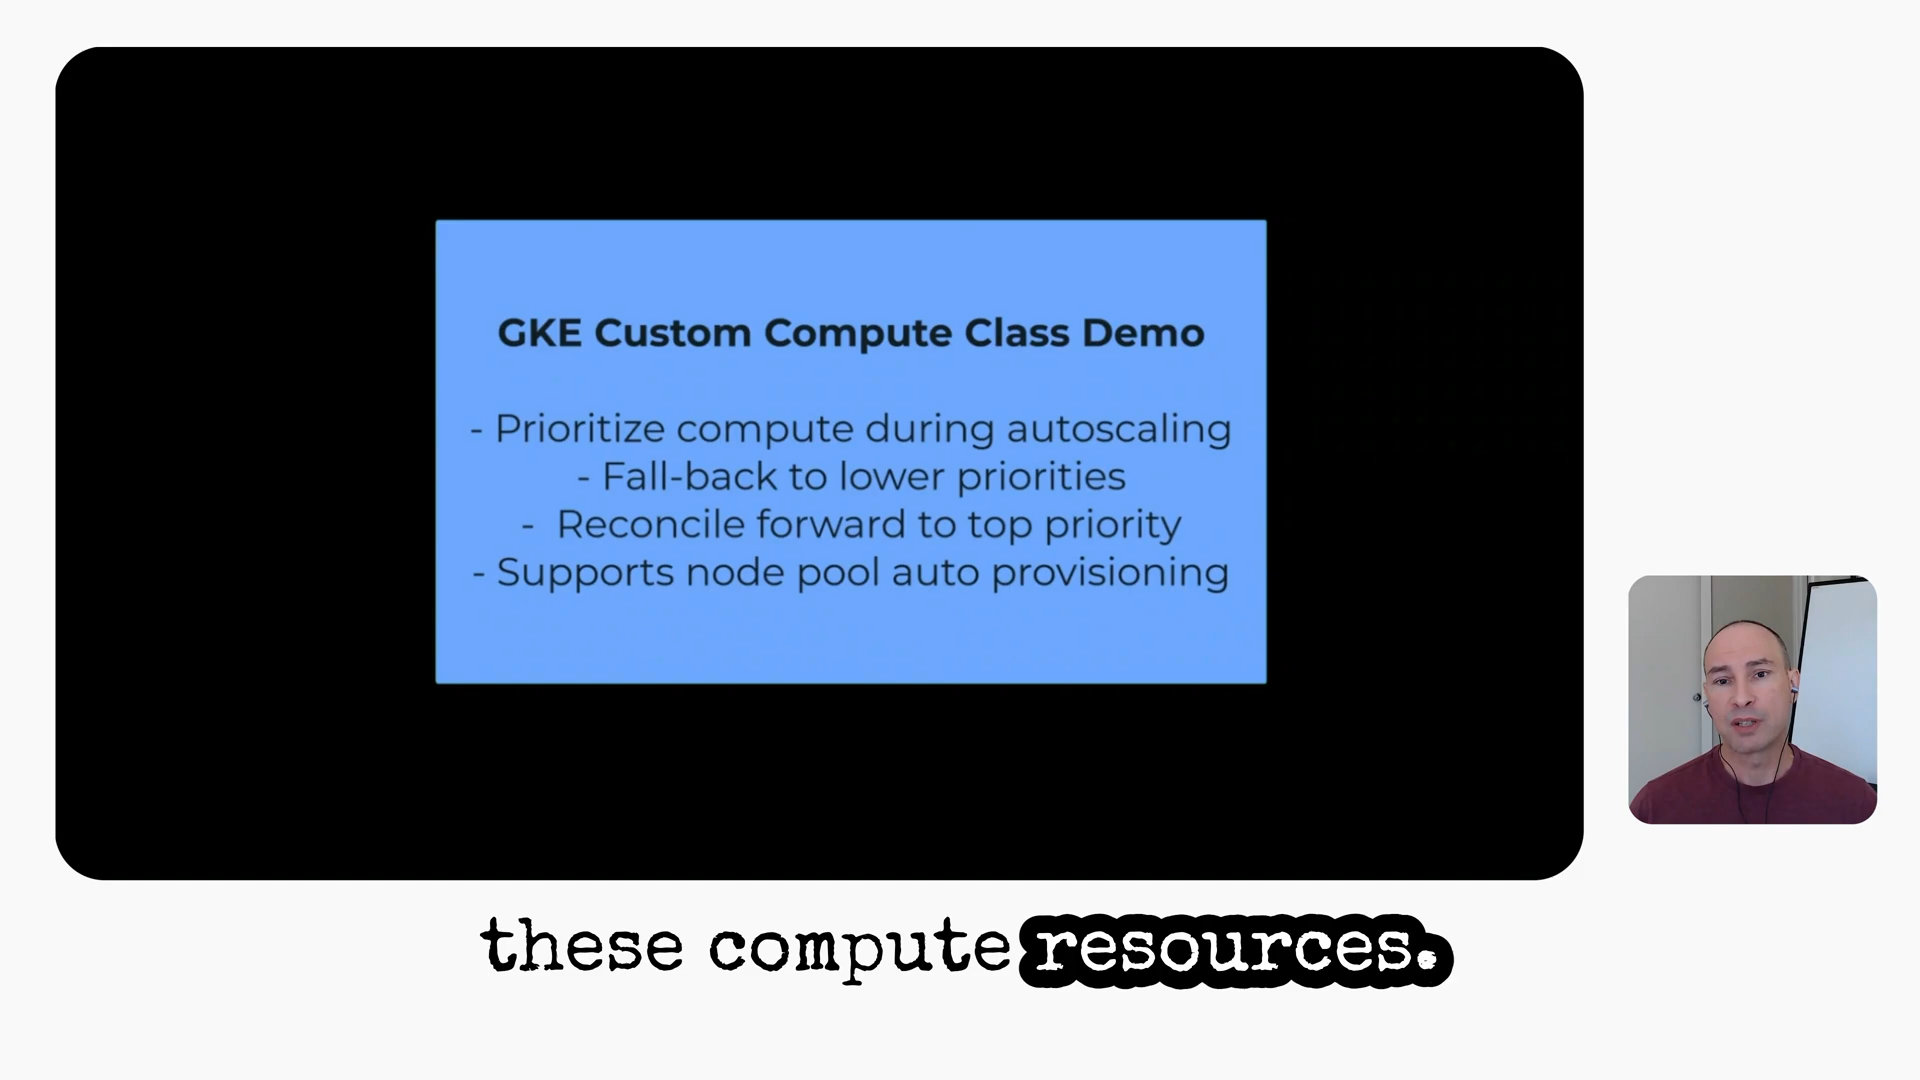 GKE Custom Compute Class Demo
- Prioritize compute during autoscaling
- Fall-back to lower priorities
- Reconcile forward to top priority
- Supports node pool auto provisioning
these compute resources.